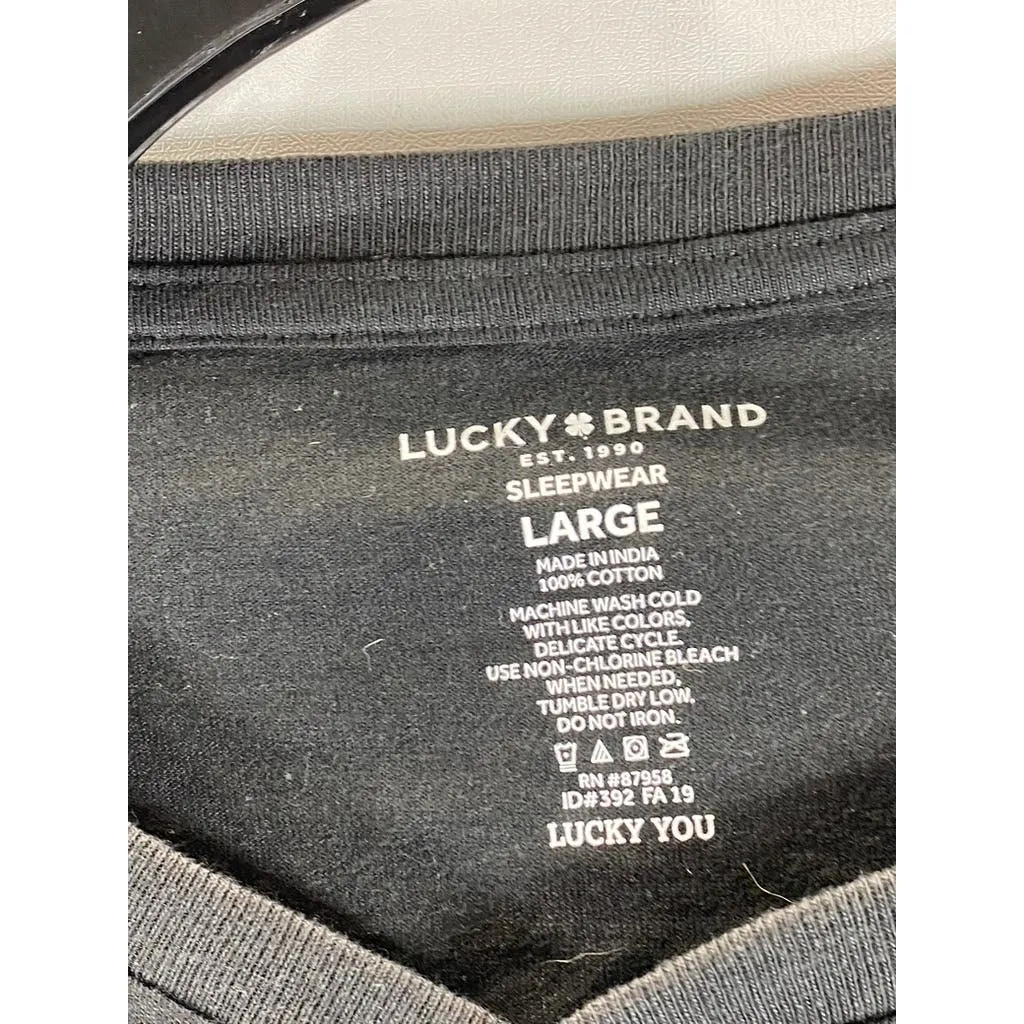 LUCKY BRAND
EST. 1990
SLEEPWEAR
LARGE
MADE IN INDIA
100% COTTON
MACHINE WASH COLD
WITH LIKE COLORS,
DELICATE CYCLE.
USE NON-CHLORINE BLEACH
WHEN NEEDED,
TUMBLE DRY LOW,
DO NOT IRON.
RN #87958
ID#392 FA 19
LUCKY YOU